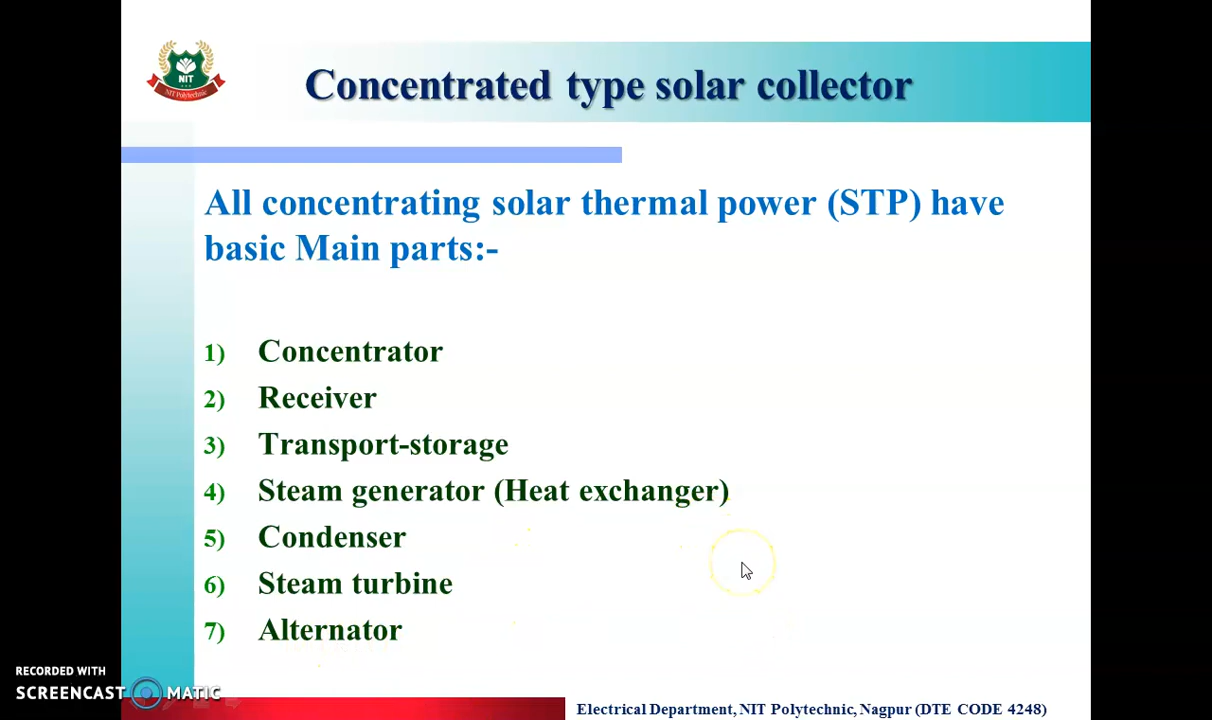 NIT
NIT Polytechnic
Concentrated type solar collector
All concentrating solar thermal power (STP) have
basic Main parts:-
1) Concentrator
2) Receiver
3) Transport-storage
4) Steam generator (Heat exchanger)
5) Condenser
6) Steam turbine
7) Alternator
RECORDED WITH
SCREENCAST MATIC
Electrical Department, NIT Polytechnic, Nagpur (DTE CODE 4248)